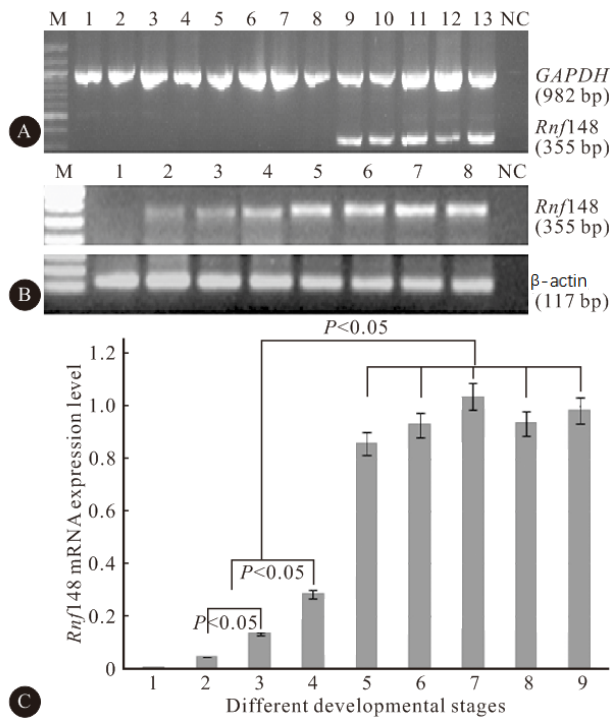 M 1 2 3 4 5 6 7 8 9 10 11 12 13 NC
GAPDH
(982 bp)
Rnf148
(355 bp)
A
M 1 2 3 4 5 6 7 8 NC
Rnf148
(355 bp)
β-actin
(117 bp)
B
P<0.05
Rnf148 mRNA expression level
1.2
1.0
0.8
0.6
0.4
0.2
0
P<0.05
P<0.05
1 2 3 4 5 6 7 8 9
Different developmental stages
C